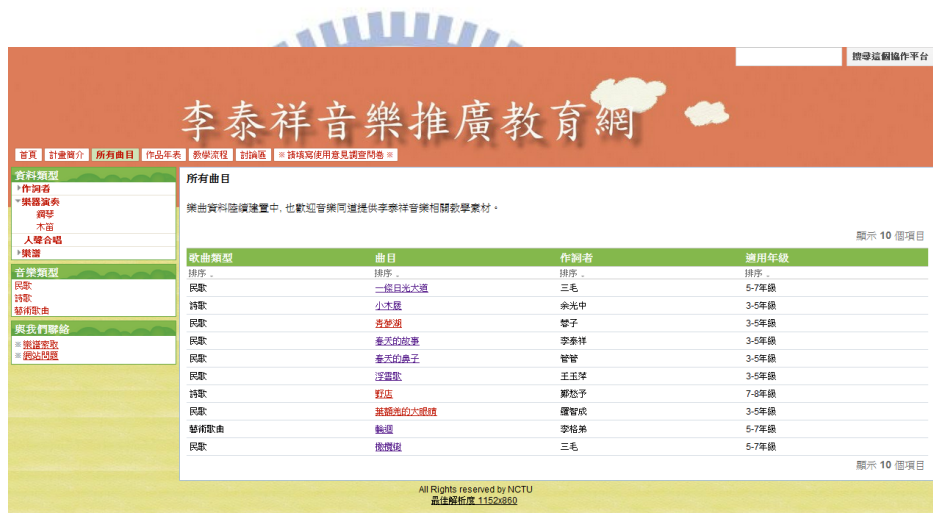 搜尋這個協作平台
李泰祥音樂推廣教育網
首頁 計畫簡介 所有曲目 作品年表 教學流程 討論區 ※請填寫使用意見調查問卷※
資料類型
作詞者
樂器演奏
鋼琴
木笛
人聲合唱
樂譜
音樂類型
民歌
詩歌
藝術歌曲
與我們聯絡
※樂譜索取
※網站問題
所有曲目
樂曲資料陸續建置中, 也歡迎音樂同道提供李泰祥音樂相關教學素材。
顯示 10 個項目
歌曲類型 曲目 作詞者 適用年級
排序 排序 排序 排序
民歌 一條日光大道 三毛 5-7年級
詩歌 小木屐 余光中 3-5年級
民歌 青夢湖 蓉子 3-5年級
民歌 春天的故事 李泰祥 3-5年級
民歌 春天的鼻子 管管 3-5年級
民歌 浮雲歌 王玉萍 3-5年級
詩歌 野店 鄭愁予 7-8年級
民歌 葉顥羌的大眼睛 羅智成 3-5年級
藝術歌曲 輪迴 李格弟 5-7年級
民歌 橄欖樹 三毛 5-7年級
顯示 10 個項目
All Rights reserved by NCTU
最佳解析度 1152x860